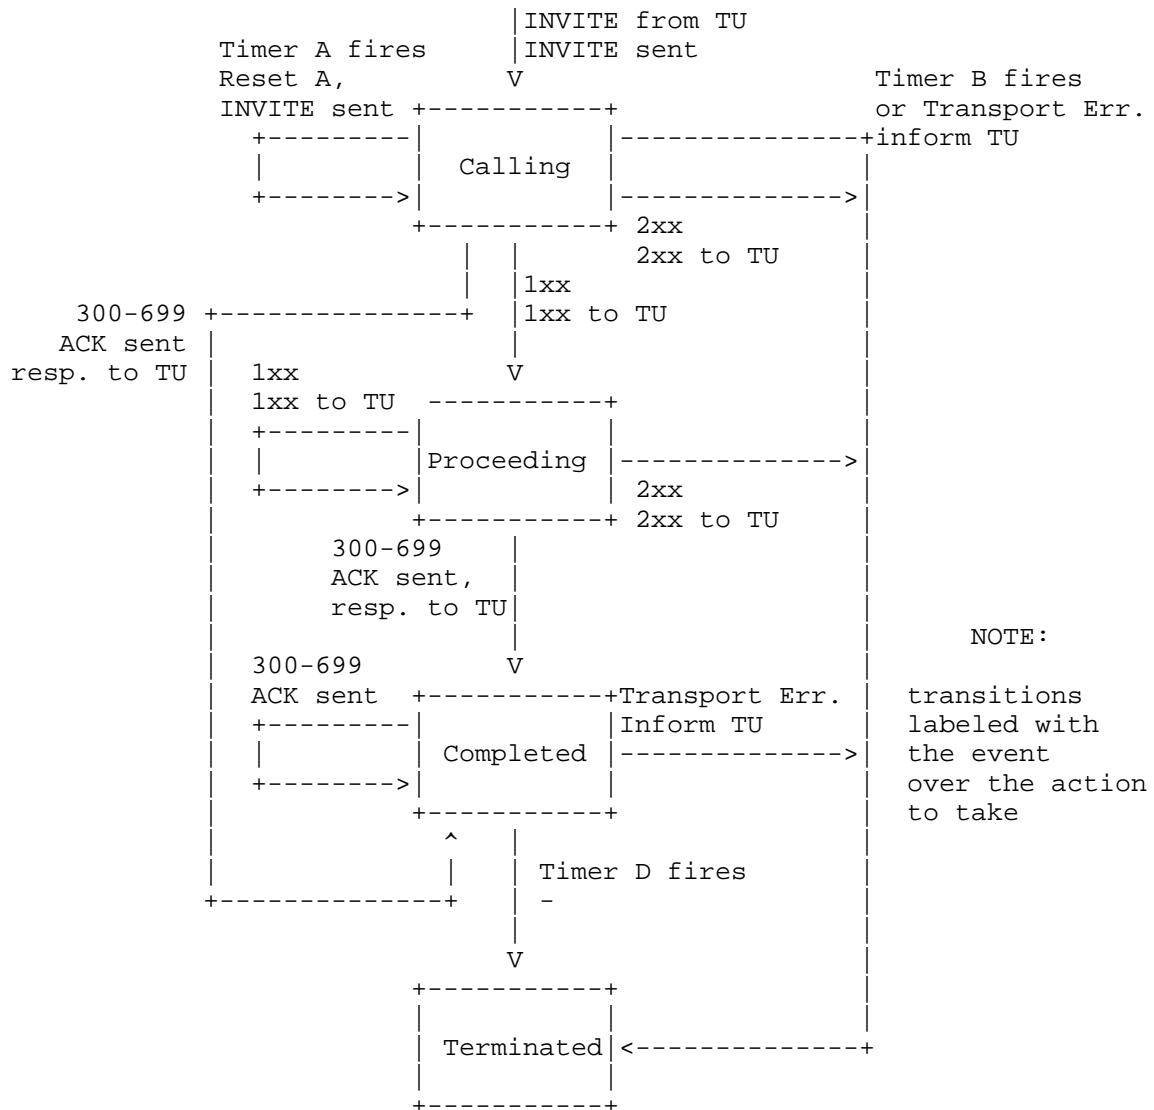 |INVITE from TU
Timer A fires     |INVITE sent
Reset A,          V                      Timer B fires
INVITE sent +-----------+                or Transport Err.
+---------|           |---------------+inform TU
|         |  Calling  |               |
+-------->|           |-------------->|
+-----------+ 2xx           |
|  |       2xx to TU     |
|  |1xx                  |
300-699 +---------------+  |1xx to TU            |
ACK sent |                  |                     |
resp. to TU |  1xx             V                     |
|  1xx to TU  -----------+               |
|  +---------|           |               |
|  |         |Proceeding |-------------->|
|  +-------->|           | 2xx           |
|            +-----------+ 2xx to TU     |
|       300-699    |                     |
|       ACK sent,  |                     |
|       resp. to TU|                     |
|                  |                     |      NOTE:
|  300-699         V                     |
|  ACK sent  +-----------+Transport Err. |  transitions
|  +---------|           |Inform TU      |  labeled with
|  |         | Completed |-------------->|  the event
|  +-------->|           |               |  over the action
|            +-----------+               |  to take
|              ^   |                     |
|              |   | Timer D fires       |
+--------------+   | -                   |
|                     |
V                     |
+-----------+               |
|           |               |
| Terminated|<--------------+
|           |
+-----------+